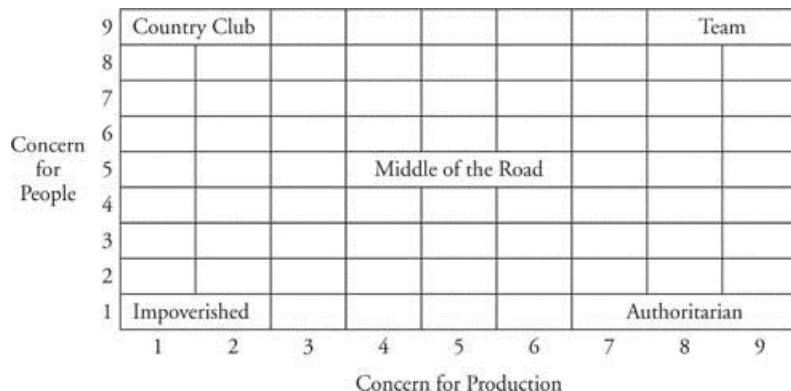 9 Country Club Team
8
7
6
Concern
for
People
5 Middle of the Road
4
3
2
1 Impoverished Authoritarian
1 2 3 4 5 6 7 8 9
Concern for Production